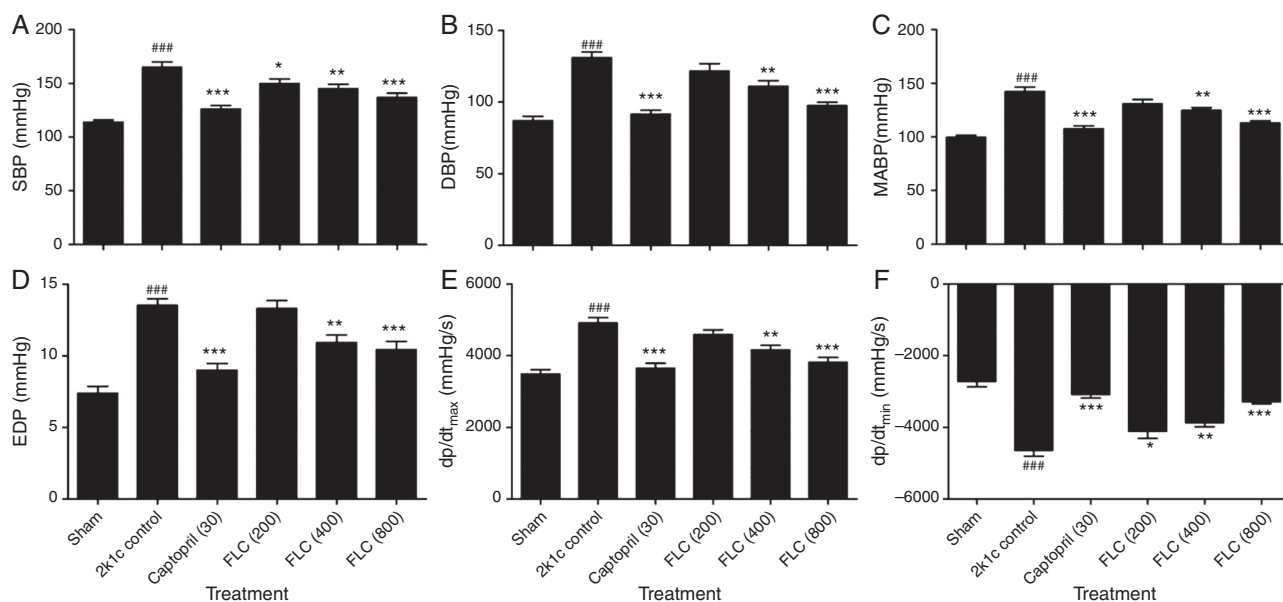 A
SBP (mmHg)
200
150
100
50
0
###
***
*
**
***
B
DBP(mmHg)
150
100
50
0
###
***
**
***
C
MABP(mmHg)
200
150
100
50
0
###
***
**
***
D
EDP (mmHg)
15
10
5
0
###
***
**
***
Sham
2k1c control
Captopril (30)
FLC (200)
FLC (400)
FLC (800)
Treatment
E
dp/dtmax (mmHg/s)
6000
4000
2000
0
###
***
**
***
Sham
2k1c control
Captopril (30)
FLC (200)
FLC (400)
FLC (800)
Treatment
F
dp/dtmin (mmHg/s)
0
−2000
−4000
−6000
###
***
*
**
***
Sham
2k1c control
Captopril (30)
FLC (200)
FLC (400)
FLC (800)
Treatment